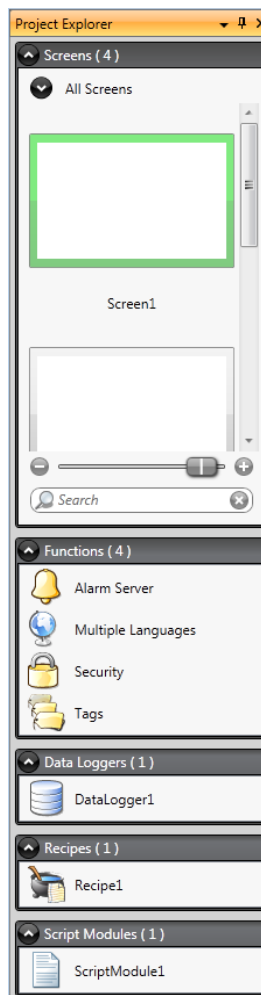 Project Explorer
Screens ( 4 )
All Screens
Screen1
Search
Functions ( 4 )
Alarm Server
Multiple Languages
Security
Tags
Data Loggers ( 1 )
DataLogger1
Recipes ( 1 )
Recipe1
Script Modules ( 1 )
ScriptModule1